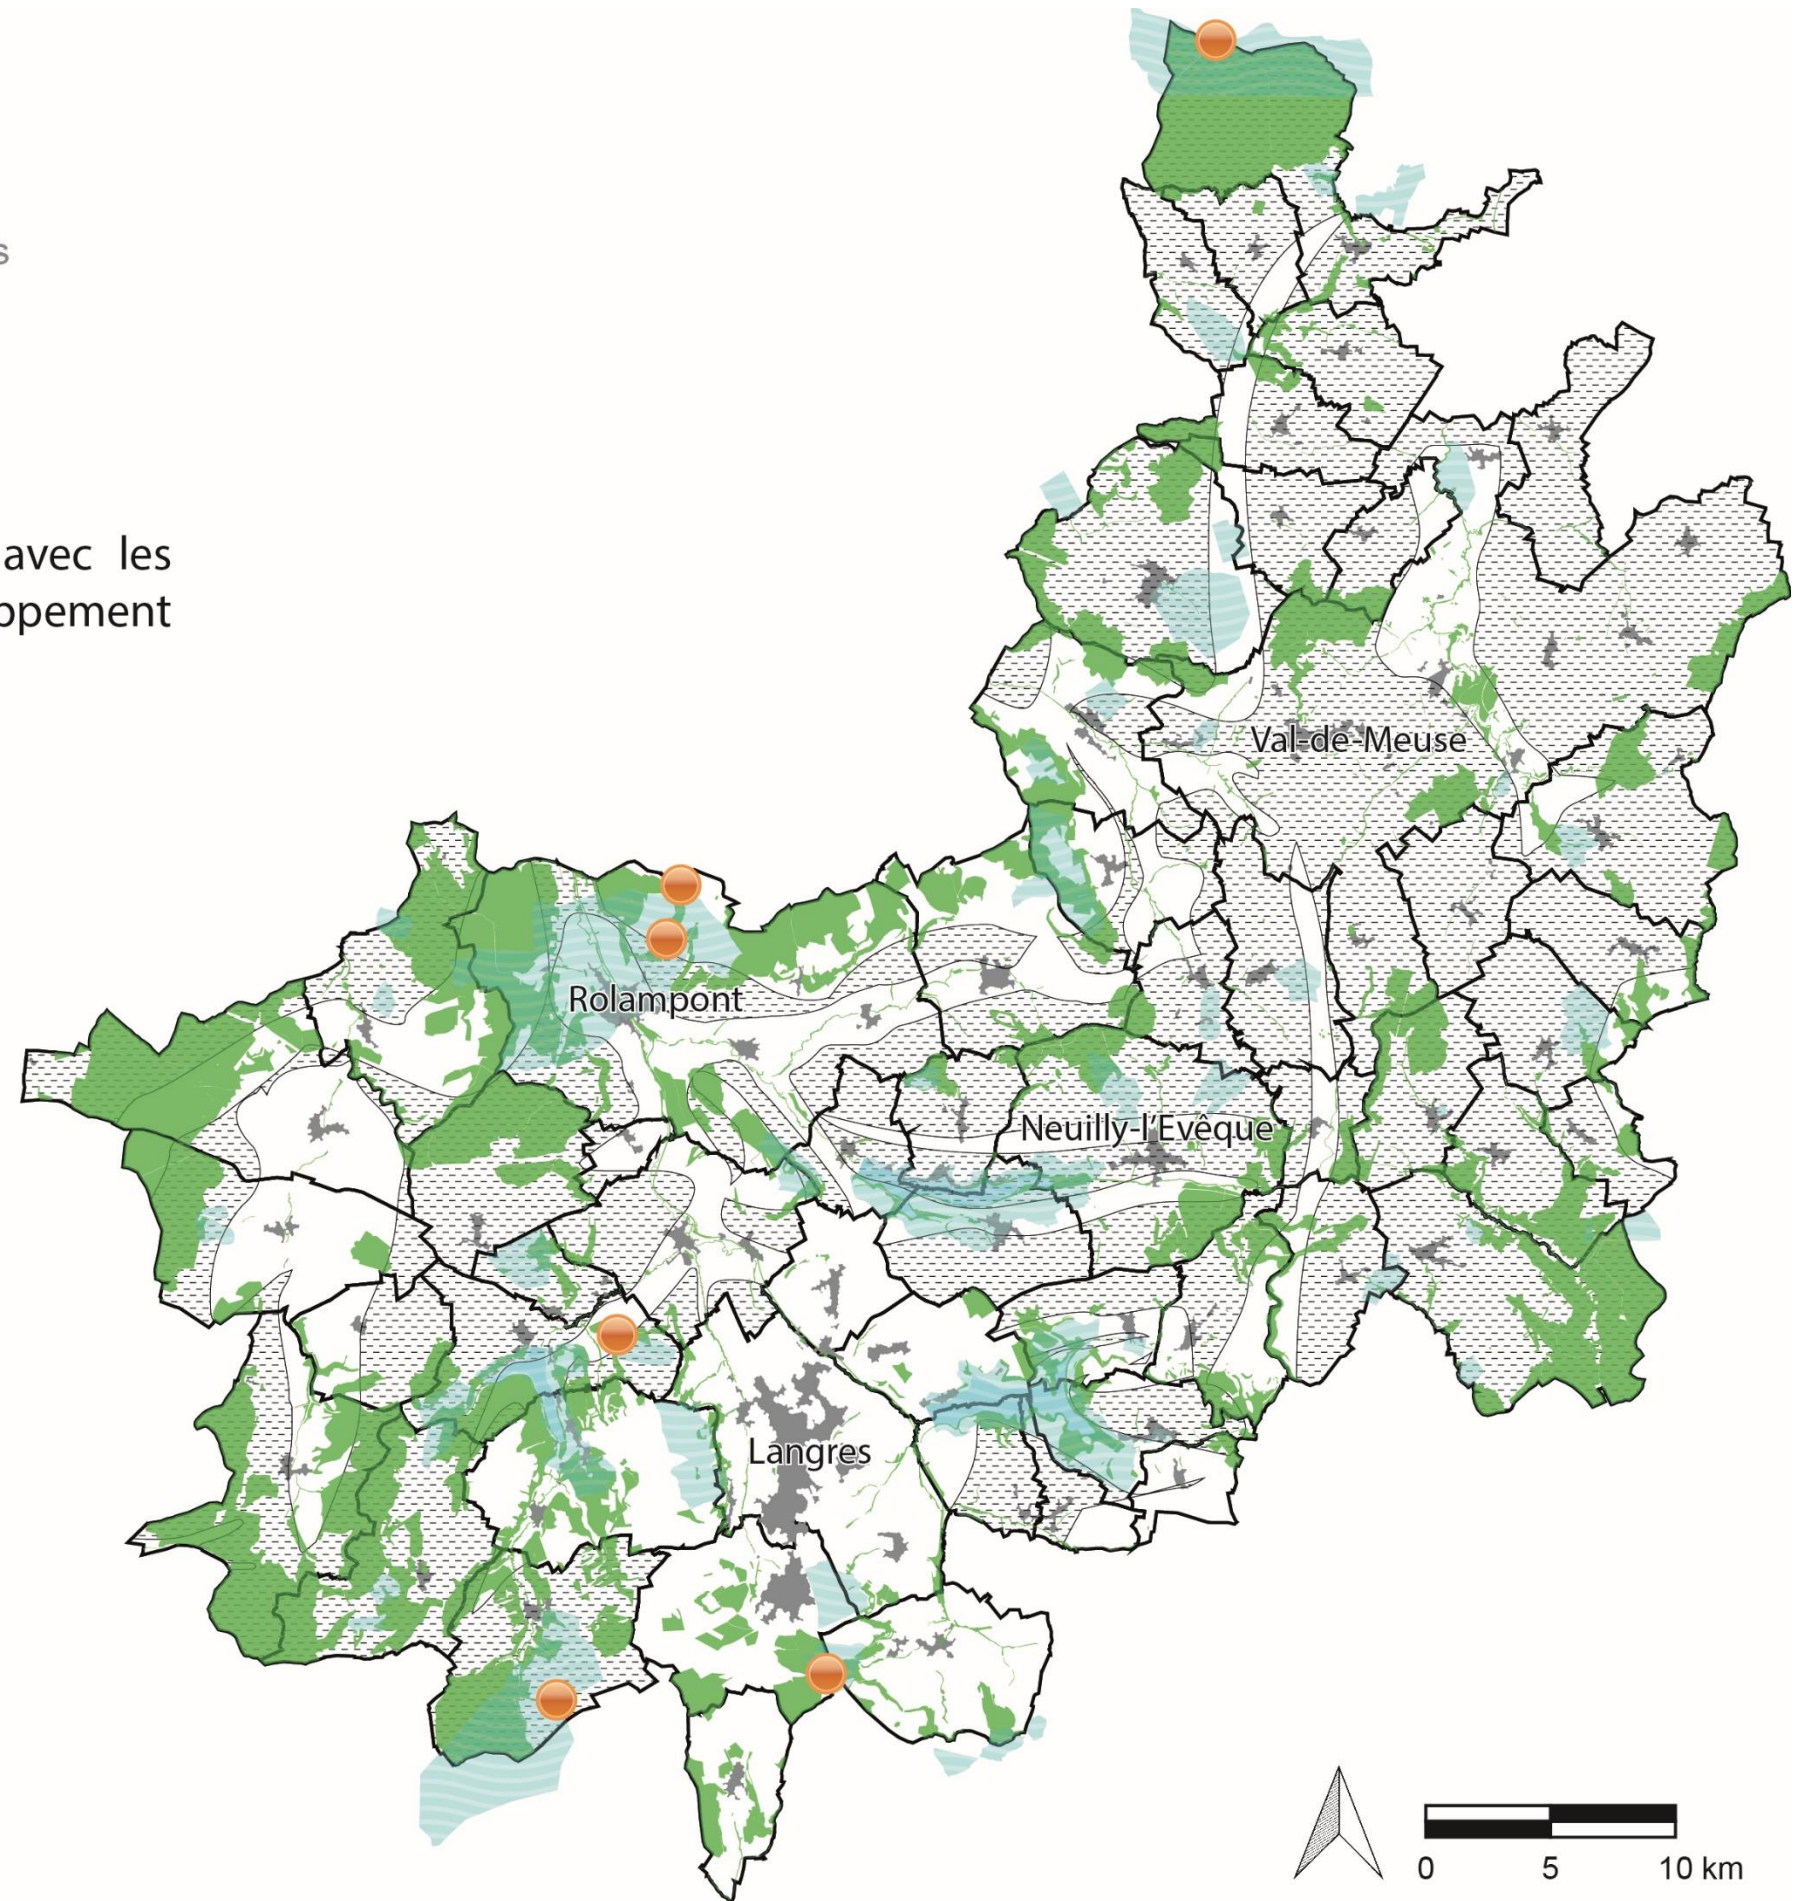 s
avec les
ppement
Val-de-Meuse
Rolampont
Neuilly-l'Evêque
Langres
0 5 10 km